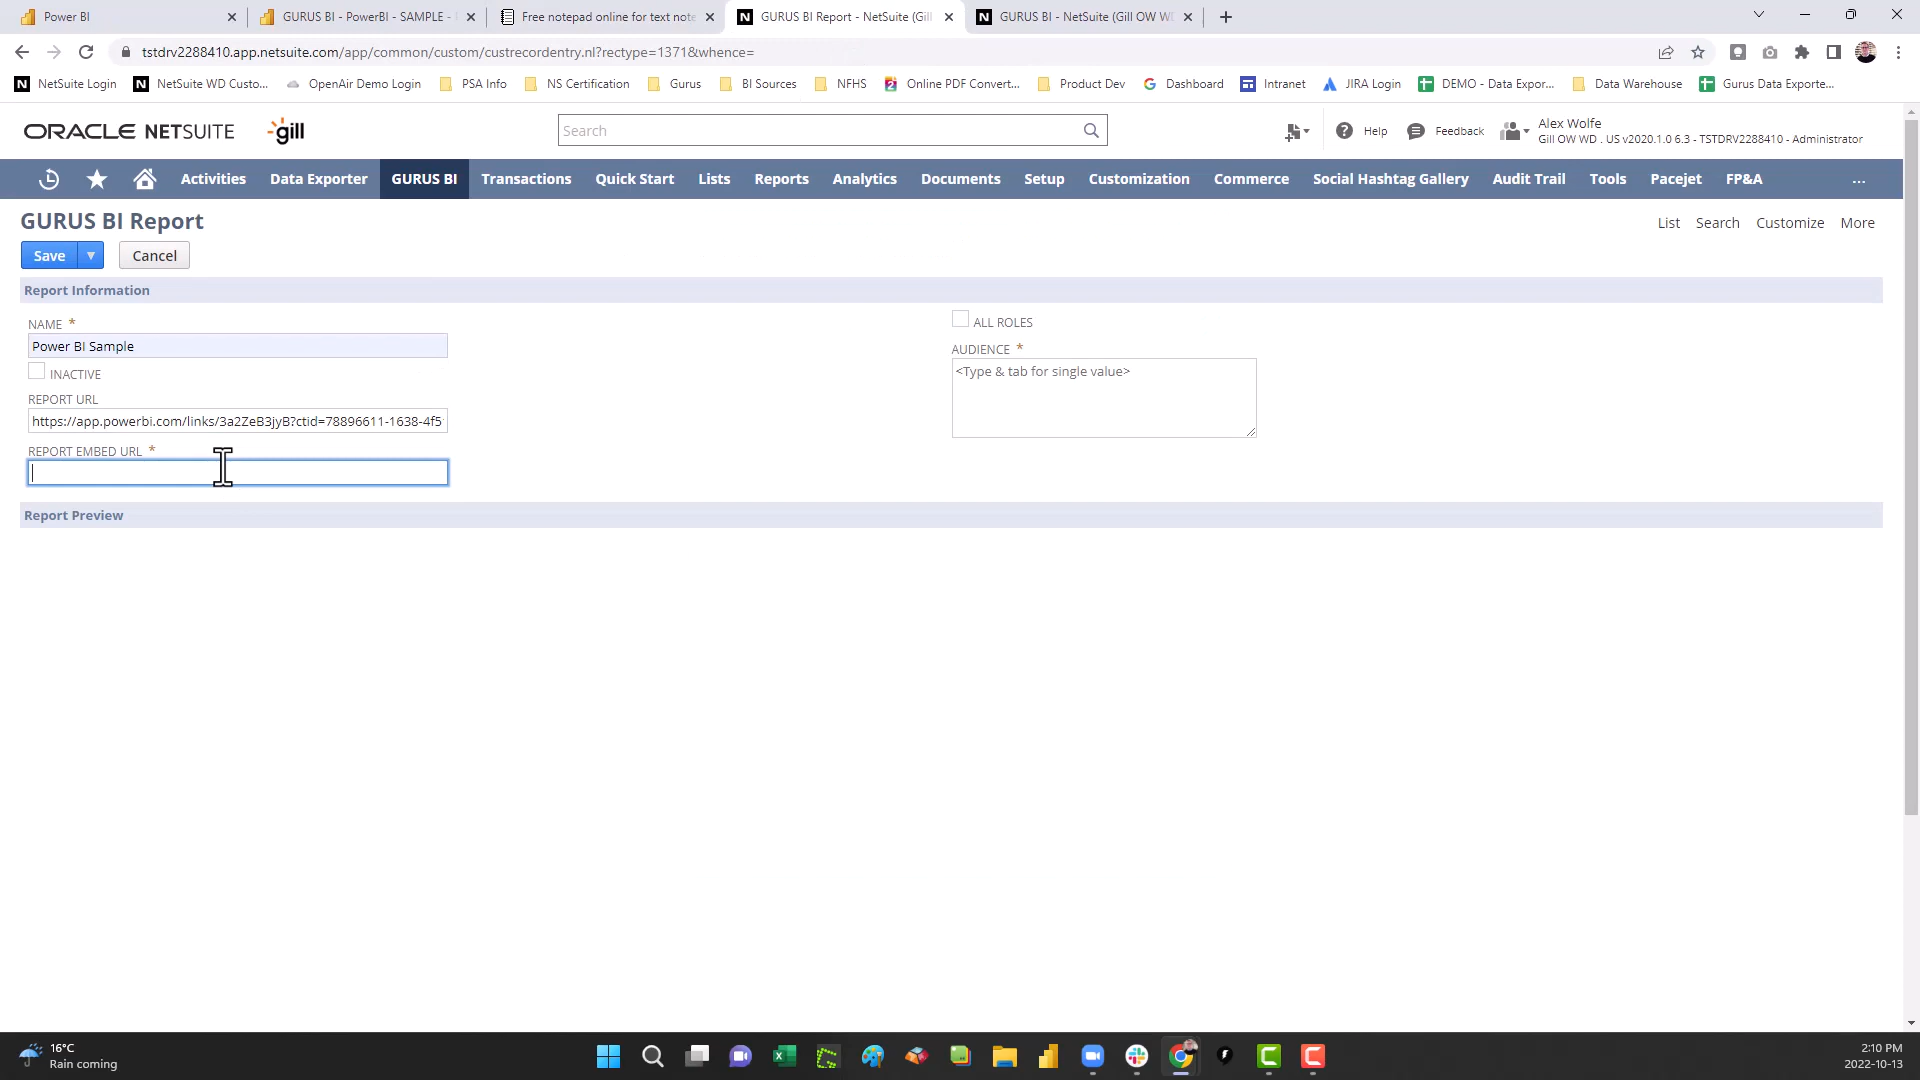 Power BI
GURUS BI - PowerBI - SAMPLE -
Free notepad online for text note
GURUS BI Report - NetSuite (Gill
GURUS BI - NetSuite (Gill OW WD
tstdrv2288410.app.netsuite.com/app/common/custom/custrecordentry.nl?rectype=1371&whence=
NetSuite Login
NetSuite WD Custo...
OpenAir Demo Login
PSA Info
NS Certification
Gurus
BI Sources
NFHS
Online PDF Convert...
Product Dev
Dashboard
Intranet
JIRA Login
DEMO - Data Expor...
Data Warehouse
Gurus Data Exporte...
ORACLE NETSUITE
gill
Search
Help
Feedback
Alex Wolfe
Gill OW WD . US v2020.1.0 6.3 - TSTDRV2288410 - Administrator
Activities
Data Exporter
GURUS BI
Transactions
Quick Start
Lists
Reports
Analytics
Documents
Setup
Customization
Commerce
Social Hashtag Gallery
Audit Trail
Tools
Pacejet
FP&A
...
GURUS BI Report
List
Search
Customize
More
Save
Cancel
Report Information
NAME *
Power BI Sample
INACTIVE
REPORT URL
https://app.powerbi.com/links/3a2ZeB3jyB?ctid=78896611-1638-4f5
REPORT EMBED URL *
ALL ROLES
AUDIENCE *
<Type & tab for single value>
Report Preview
16°C
Rain coming
2:10 PM
2022-10-13